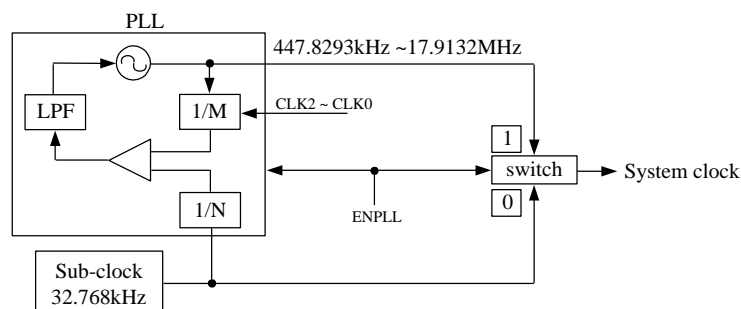 PLL
447.8293kHz ~17.9132MHz
LPF
1/M
CLK2 ~ CLK0
1
switch
System clock
0
1/N
ENPLL
Sub-clock
32.768kHz